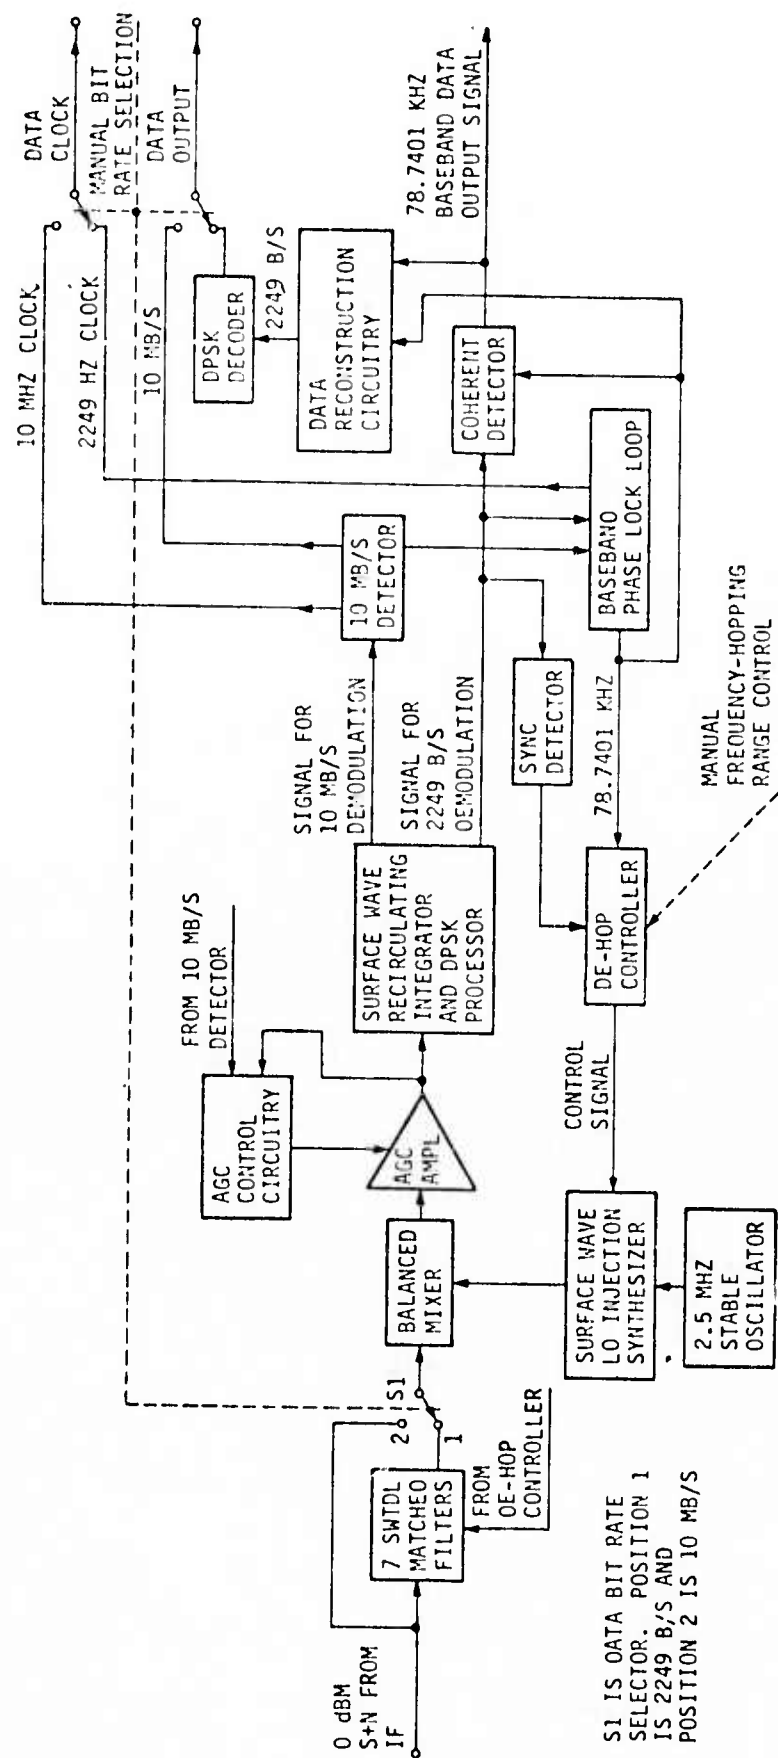 0 dBM
S+N FROM
IF
7 SWTDL
MATCHEO
FILTERS
FROM
OE-HOP
CONTROLLER
2
1
S1
BALANCED
MIXER
AGC
AMPL
AGC
CONTROL
CIRCUITRY
FROM 10 MB/S
DETECTOR
SURFACE WAVE
RECIRCULATING
INTEGRATOR
AND DPSK
PROCESSOR
SIGNAL FOR
10 MB/S
DEMODULATION
SIGNAL FOR
2249 B/S
OEMODULATION
10 MB/S
DETECTOR
10 MHZ CLOCK
2249 HZ CLOCK
10 MB/S
DATA
CLOCK
MANUAL BIT
RATE SELECTION
DATA
OUTPUT
DPSK
DECODER
2249 B/S
DATA
RECONSTRUCTION
CIRCUITRY
COHERENT
DETECTOR
78.7401 KHZ
BASEBAND DATA
OUTPUT SIGNAL
SYNC
DETECTOR
BASEBAND
PHASE LOCK LOOP
78.7401 KHZ
DE-HOP
CONTROLLER
MANUAL
FREQUENCY-HOPPING
RANGE CONTROL
CONTROL
SIGNAL
SURFACE WAVE
LO INJECTION
SYNTHESIZER
2.5 MHZ
STABLE
OSCILLATOR
S1 IS OATA BIT RATE
SELECTOR. POSITION 1
IS 2249 B/S AND
POSITION 2 IS 10 MB/S